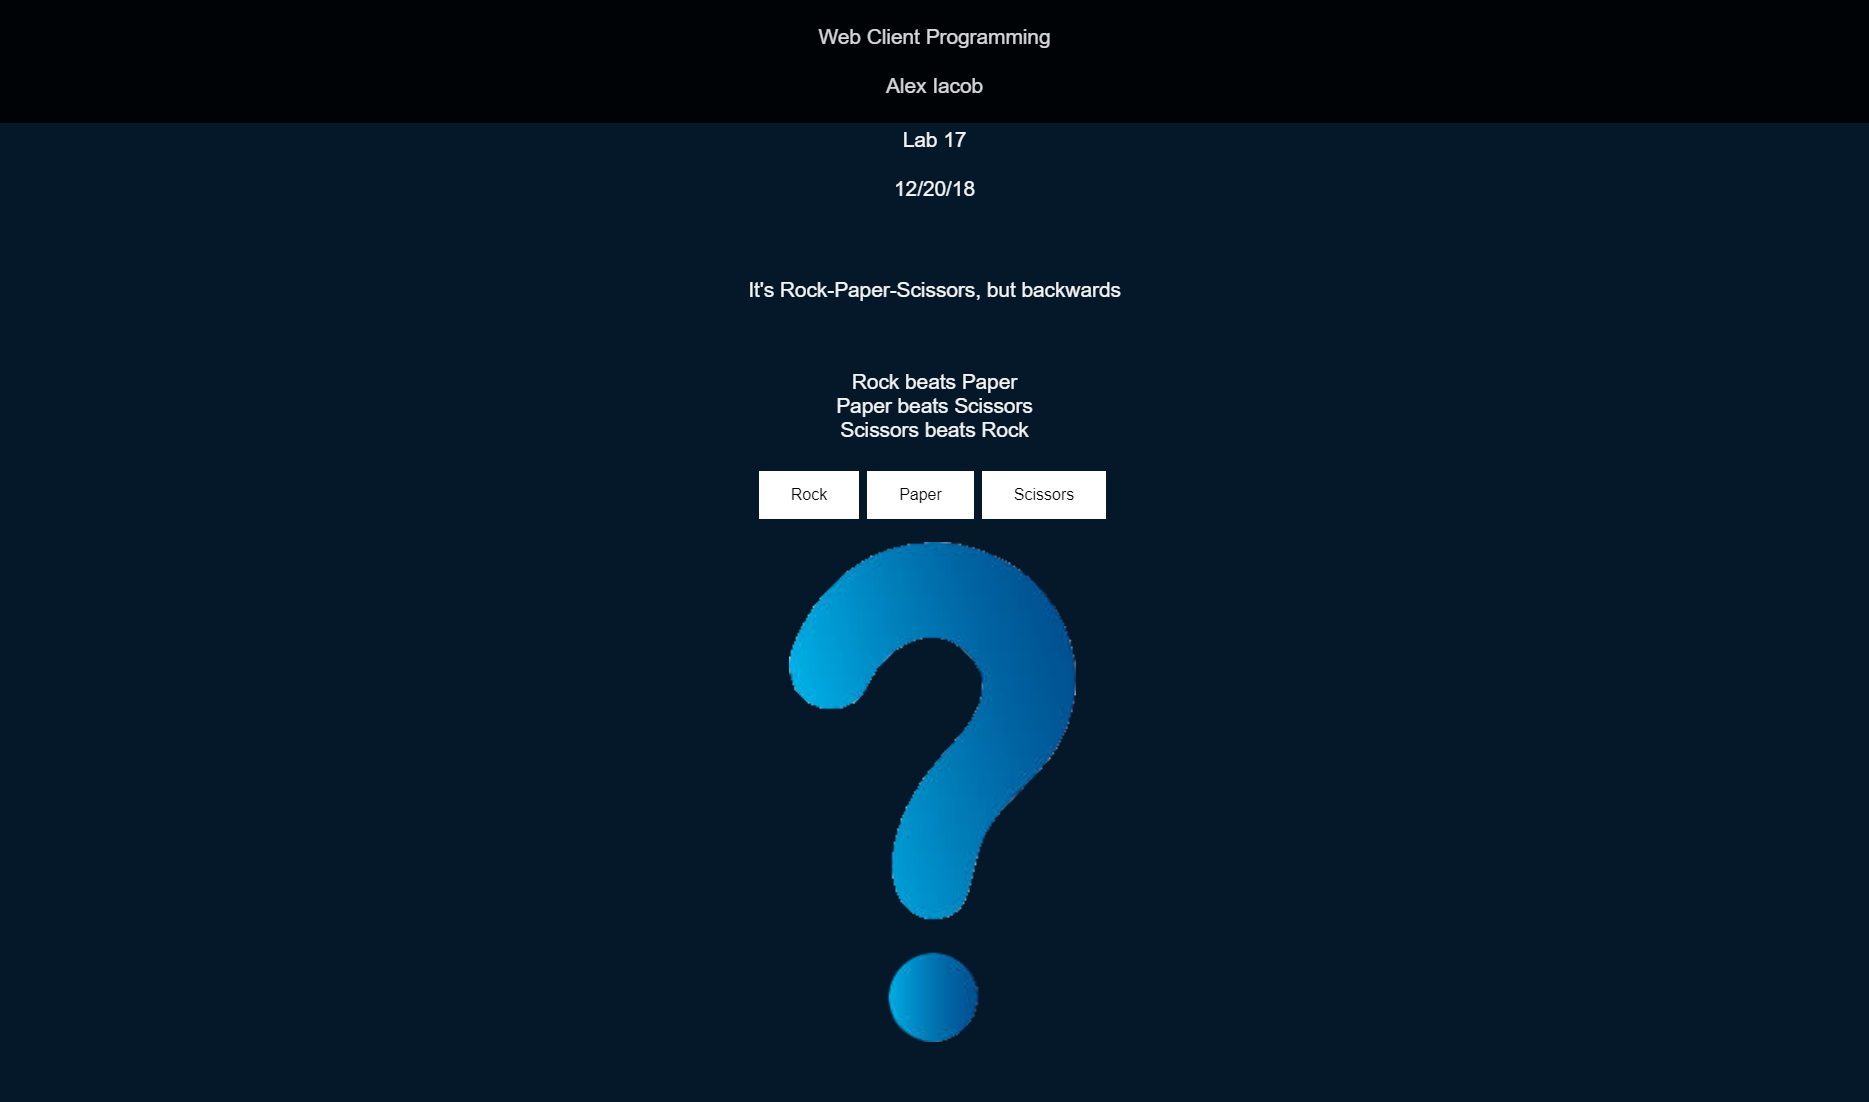 Web Client Programming
Alex Iacob
Lab 17
12/20/18
It's Rock-Paper-Scissors, but backwards
Rock beats Paper
Paper beats Scissors
Scissors beats Rock
Rock Paper Scissors
?